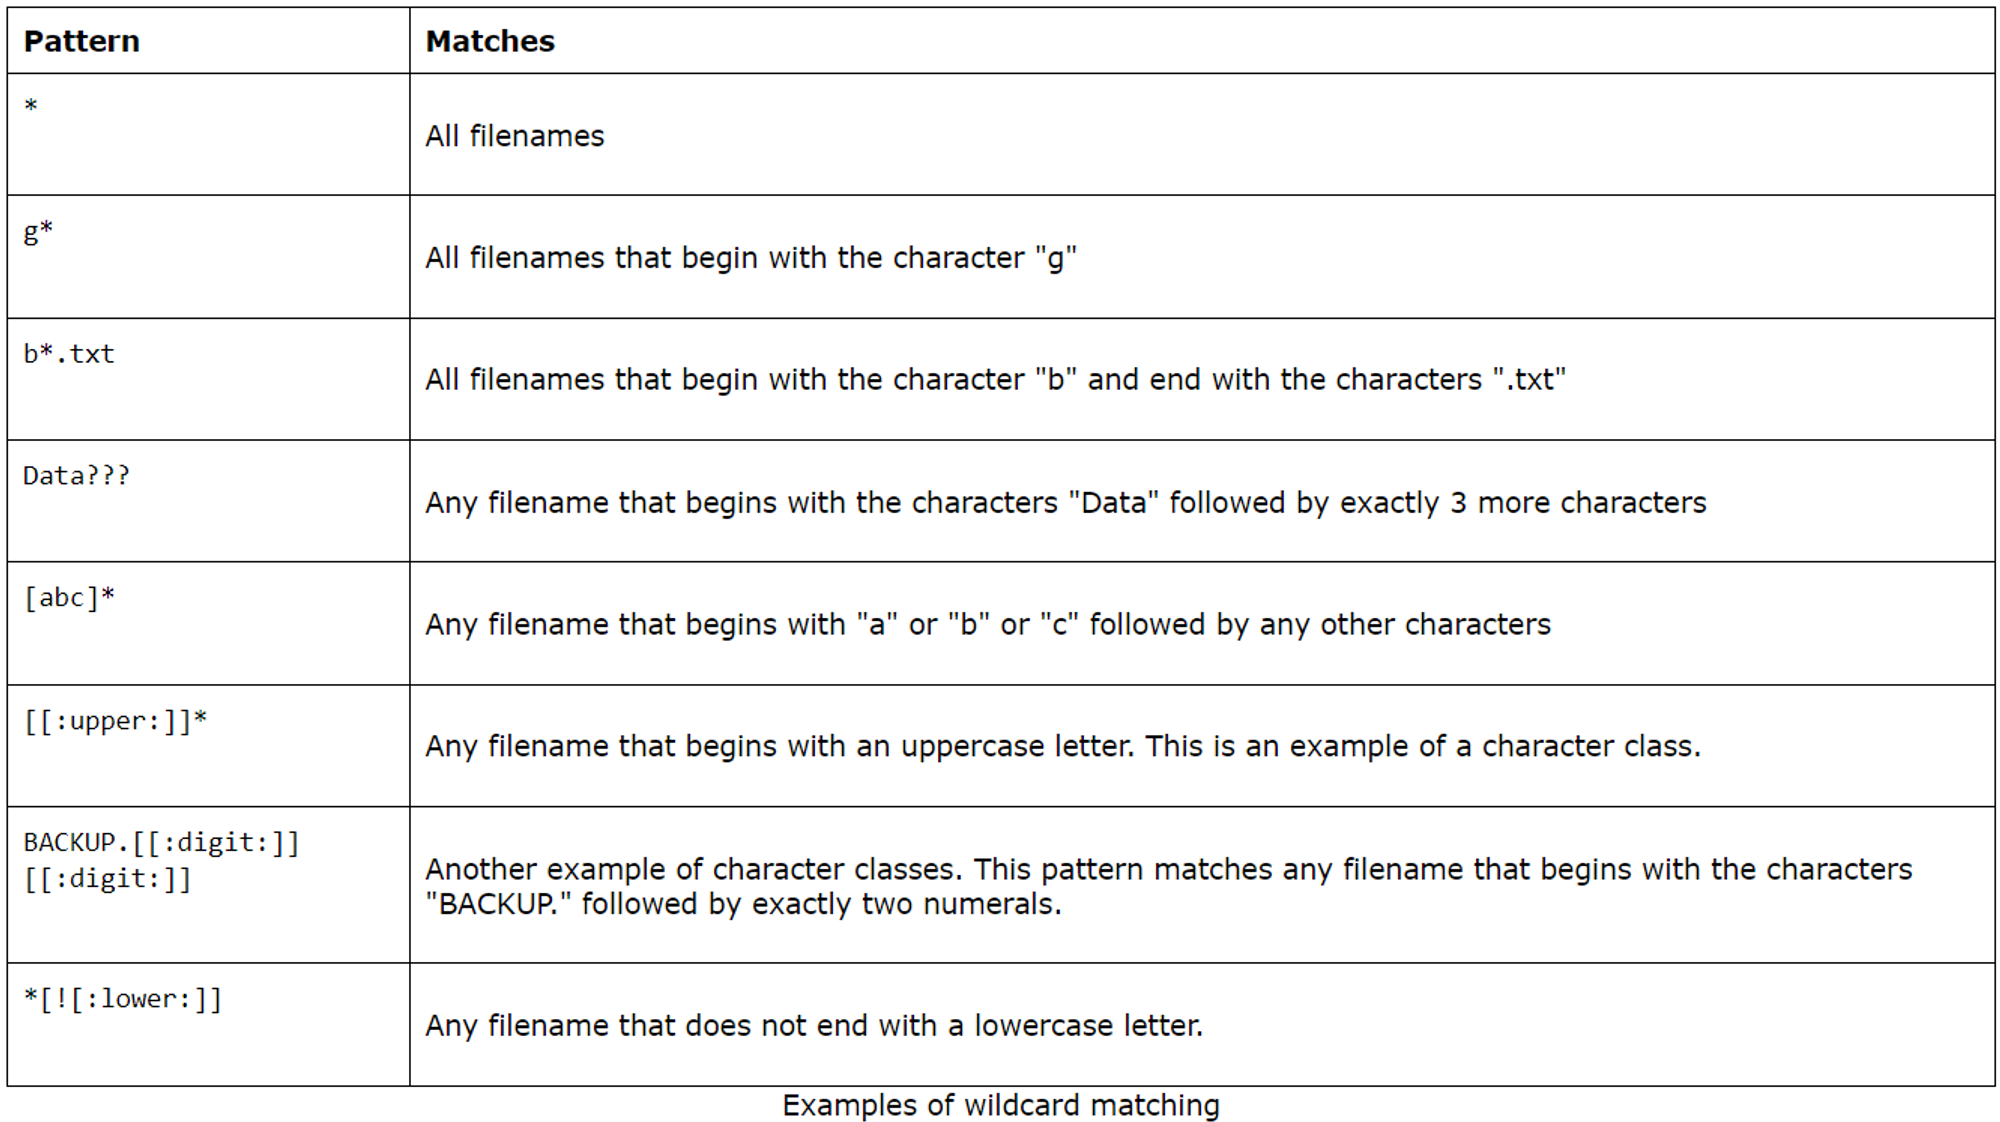 Pattern Matches
*
All filenames
g*
All filenames that begin with the character "g"
b*.txt
All filenames that begin with the character "b" and end with the characters ".txt"
Data???
Any filename that begins with the characters "Data" followed by exactly 3 more characters
[abc]*
Any filename that begins with "a" or "b" or "c" followed by any other characters
[[:upper:]]*
Any filename that begins with an uppercase letter. This is an example of a character class.
BACKUP.[[:digit:]]
[[:digit:]]
Another example of character classes. This pattern matches any filename that begins with the characters
"BACKUP." followed by exactly two numerals.
*[![:lower:]]
Any filename that does not end with a lowercase letter.
Examples of wildcard matching